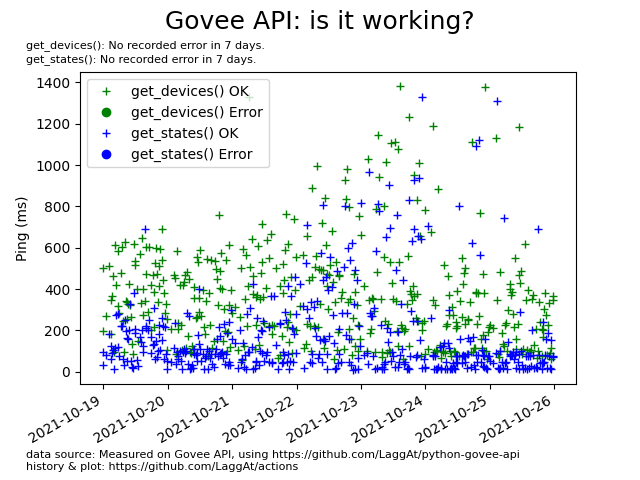 Govee API: is it working?
get_devices(): No recorded error in 7 days.
get_states(): No recorded error in 7 days.
get_devices() OK
get_devices() Error
get_states() OK
get_states() Error
1400
1200
1000
800
600
400
200
0
Ping (ms)
2021-10-19
2021-10-20
2021-10-21
2021-10-22
2021-10-23
2021-10-24
2021-10-25
2021-10-26
data source: Measured on Govee API, using https://github.com/LaggAt/python-govee-api
history & plot: https://github.com/LaggAt/actions